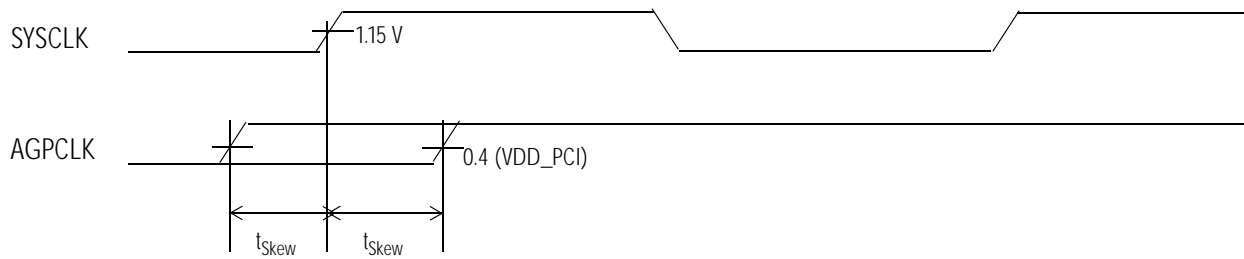 SYSCLK
1.15 V
AGPCLK
0.4 (VDD_PCI)
tSkew
tSkew